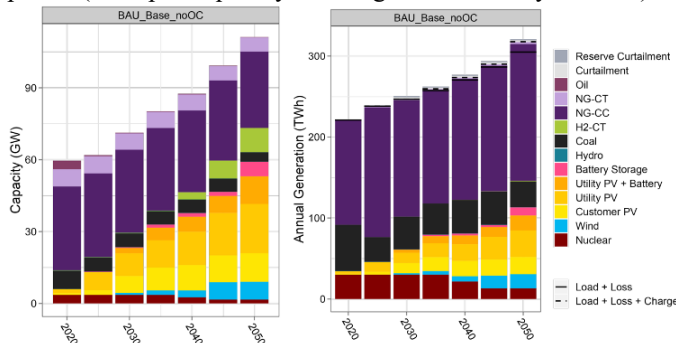 BAU_Base_noOC
BAU_Base_noOC
Capacity (GW)
90
60
30
0
2020
2030
2040
2050
Annual Generation (TWh)
300
200
100
0
2020
2030
2040
2050
Reserve Curtailment
Curtailment
Oil
NG-CT
NG-CC
H2-CT
Coal
Hydro
Battery Storage
Utility PV + Battery
Utility PV
Customer PV
Wind
Nuclear
Load + Loss
Load + Loss + Charge